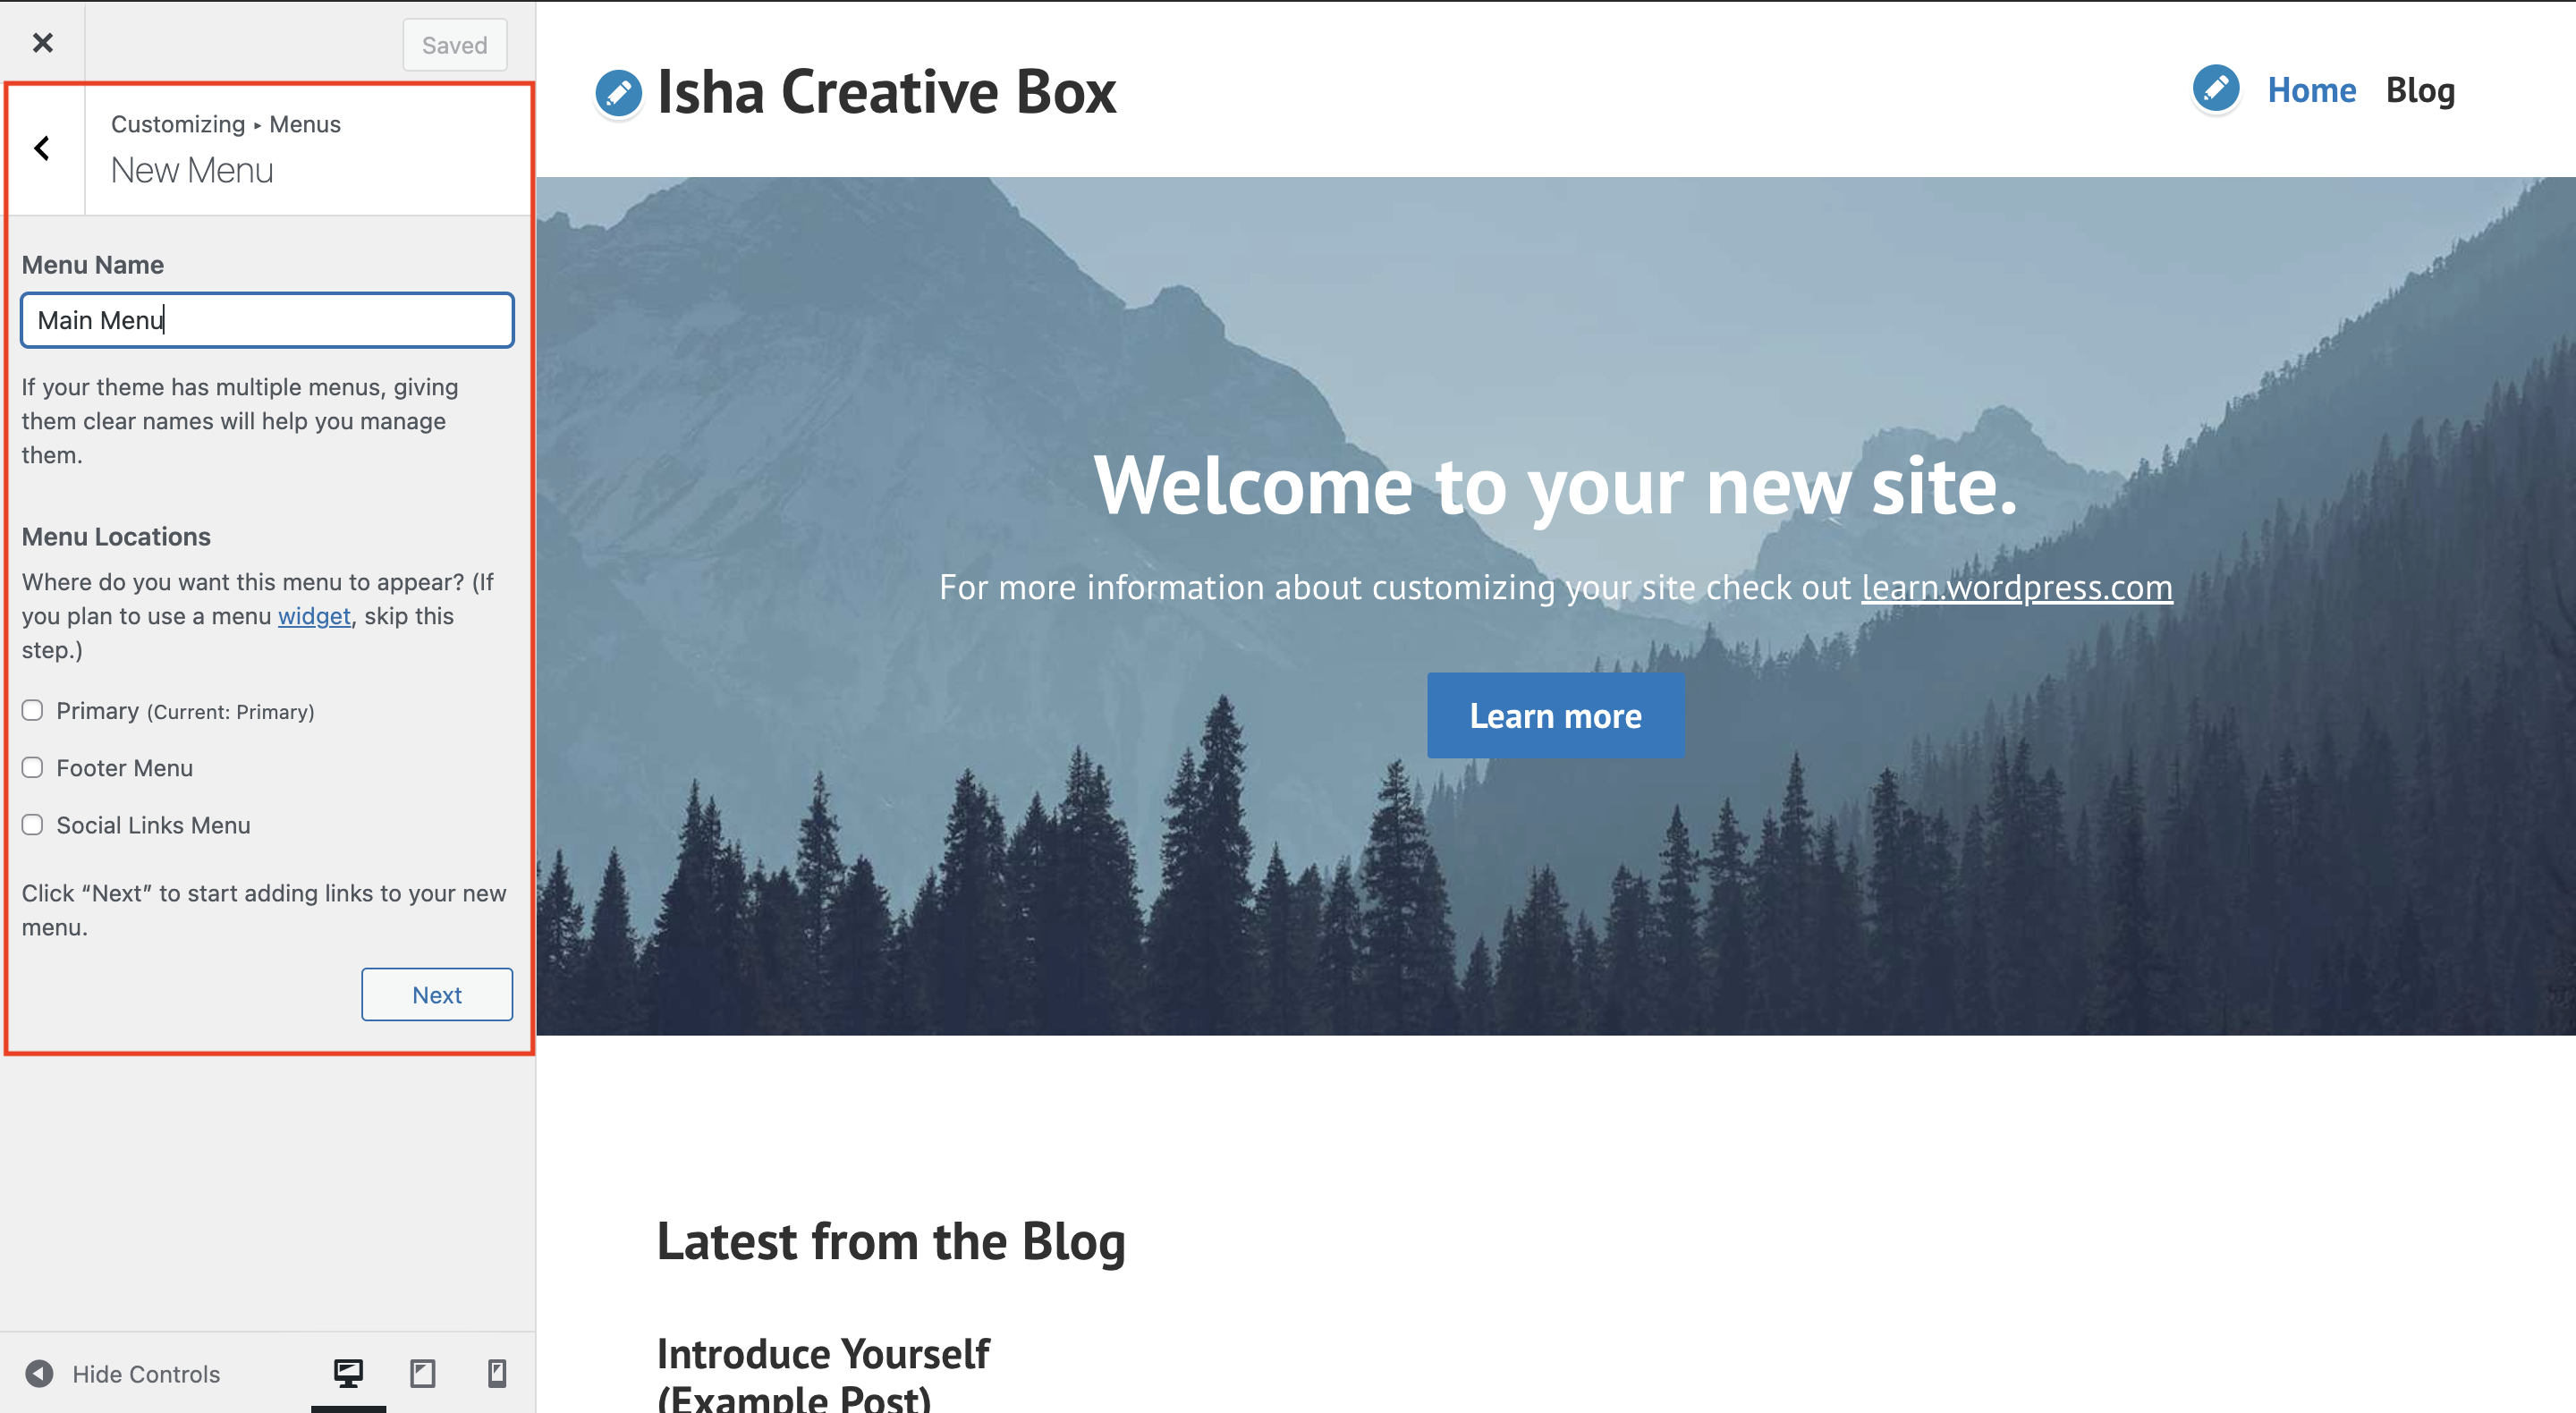 Saved
Customizing ▸ Menus
New Menu
Menu Name
Main Menu
If your theme has multiple menus, giving
them clear names will help you manage
them.
Menu Locations
Where do you want this menu to appear? (If
you plan to use a menu widget, skip this
step.)
Primary (Current: Primary)
Footer Menu
Social Links Menu
Click “Next” to start adding links to your new
menu.
Next
Hide Controls
Isha Creative Box
Home Blog
Welcome to your new site.
For more information about customizing your site check out learn.wordpress.com
Learn more
Latest from the Blog
Introduce Yourself
(Example Post)